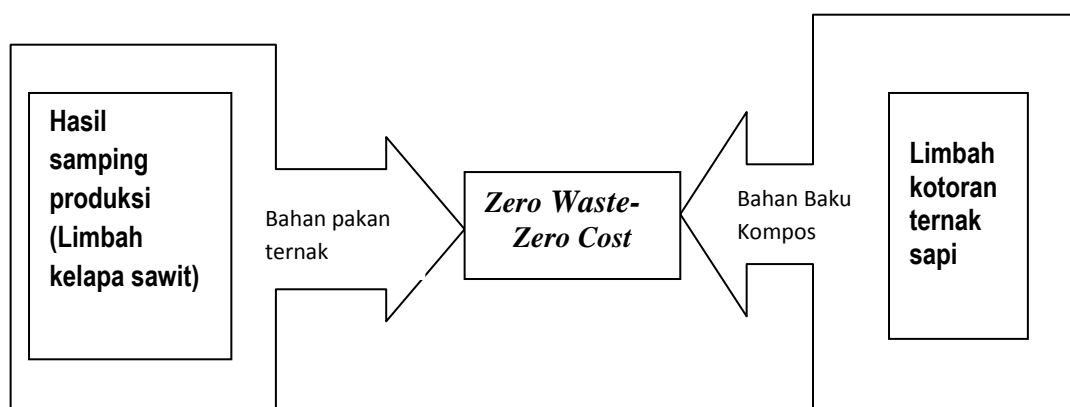 Hasil
samping
produksi
(Limbah
kelapa sawit)
Bahan pakan
ternak
Zero Waste-
Zero Cost
Bahan Baku
Kompos
Limbah
kotoran
ternak
sapi